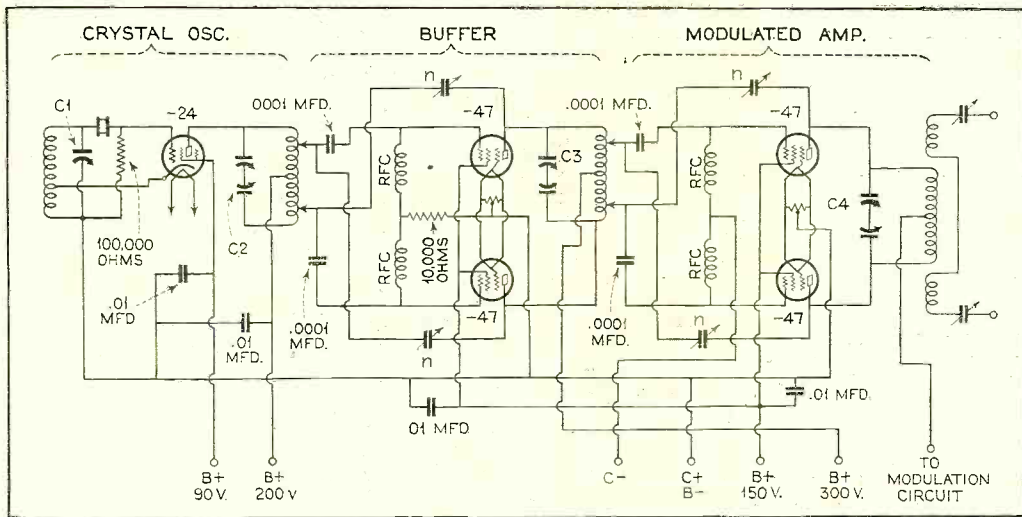 CRYSTAL OSC.
BUFFER
MODULATED AMP.
C1
-24
.0001 MFD.
n
-47
.0001 MFD.
n
-47
RFC
C3
RFC
C4
C2
100,000
OHMS
10,000
OHMS
RFC
RFC
.01
MFD
.01
MFD.
.0001
MFD.
n
-47
.0001
MFD.
n
-47
01 MFD.
.01 MFD.
B+
90 V.
B+
200 V
C-
C+
B-
B+
150 V.
B+
300 V.
TO
MODULATION
CIRCUIT